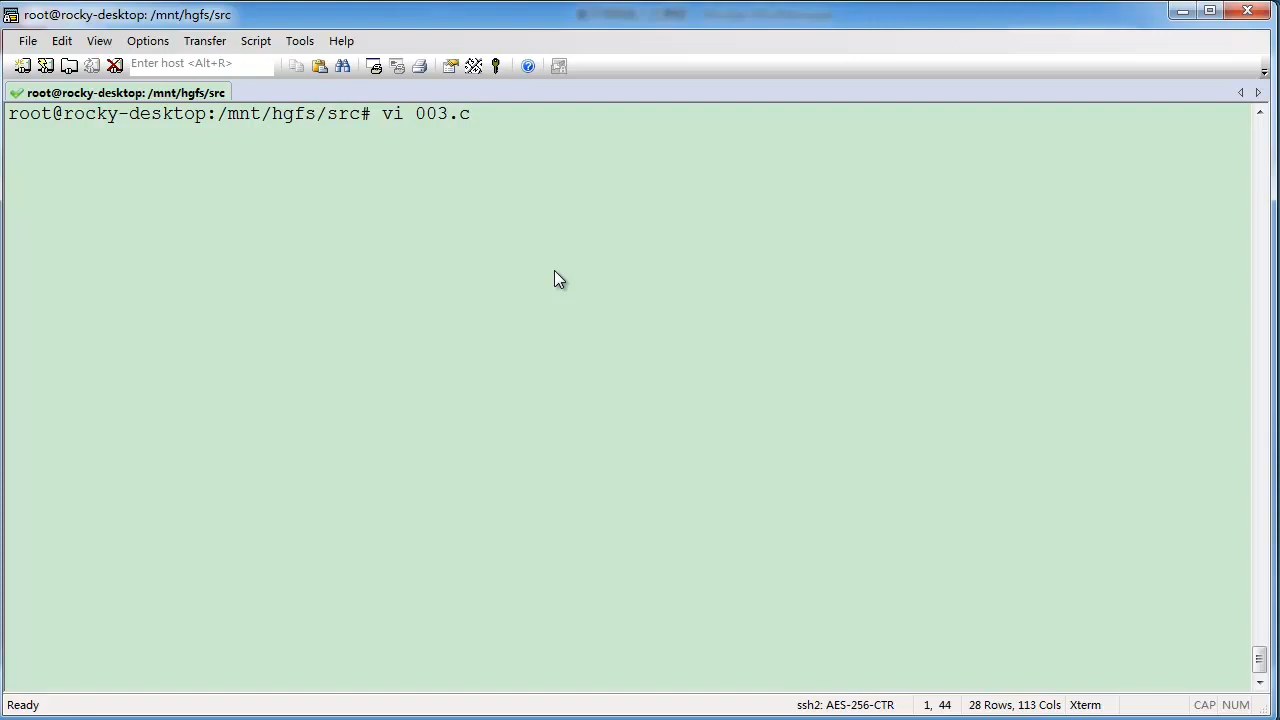 root@rocky-desktop: /mnt/hgfs/src
File Edit View Options Transfer Script Tools Help
Enter host <Alt+R>
root@rocky-desktop: /mnt/hgfs/src
root@rocky-desktop:/mnt/hgfs/src# vi 003.c
Ready ssh2: AES-256-CTR 1, 44 28 Rows, 113 Cols Xterm CAP NUM